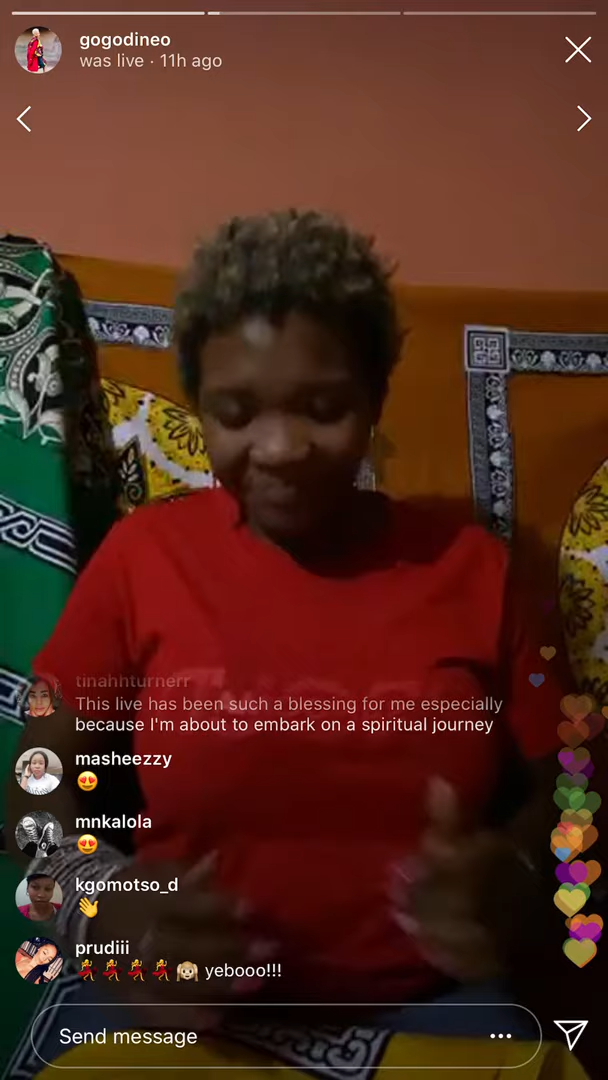 gogodineo
was live · 11h ago
tinahhturnerr
This live has been such a blessing for me especially
because I'm about to embark on a spiritual journey
masheezzy
😍
mnkalola
😍
kgomotso_d
👋
prudiii
💃💃💃💃🙉 yebooo!!!
Send message